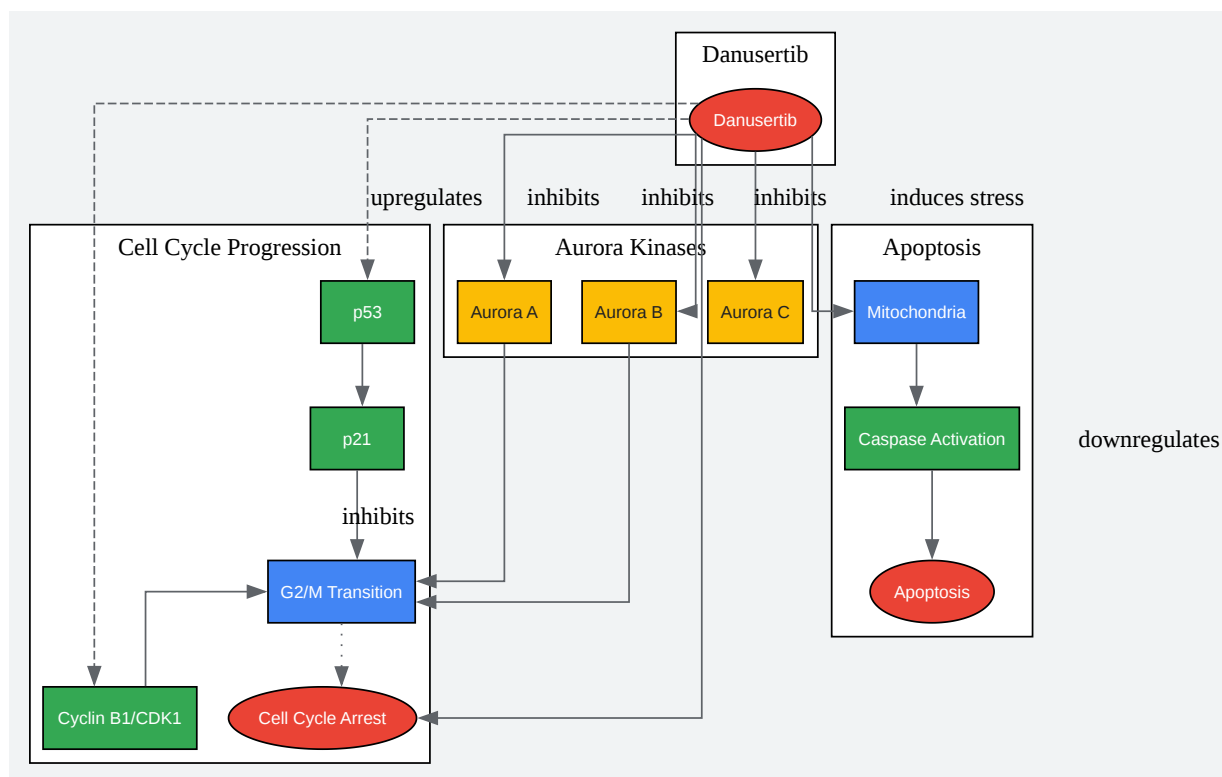 Danusertib
Danusertib
upregulates
inhibits
inhibits
inhibits
induces stress
Cell Cycle Progression
Aurora Kinases
Apoptosis
p53
Aurora A
Aurora B
Aurora C
Mitochondria
p21
Caspase Activation
downregulates
inhibits
G2/M Transition
Apoptosis
Cyclin B1/CDK1
Cell Cycle Arrest